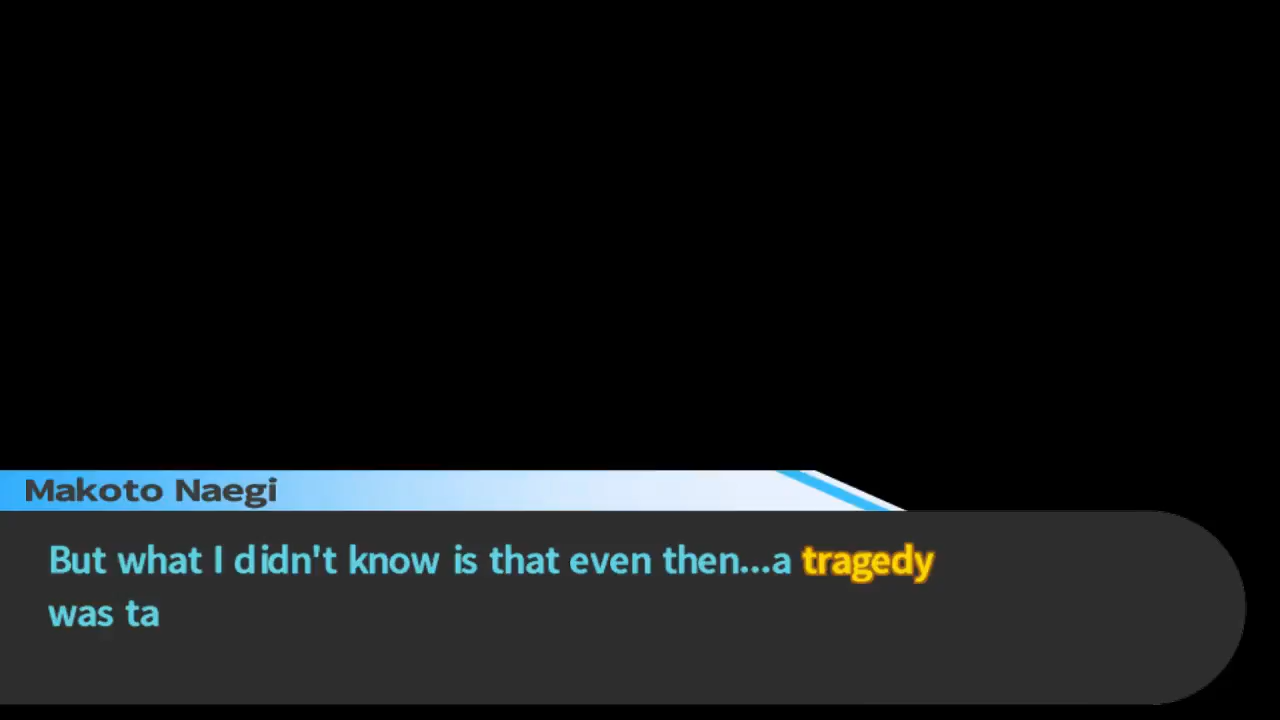 Makoto Naegi
But what I didn't know is that even then...a tragedy
was ta